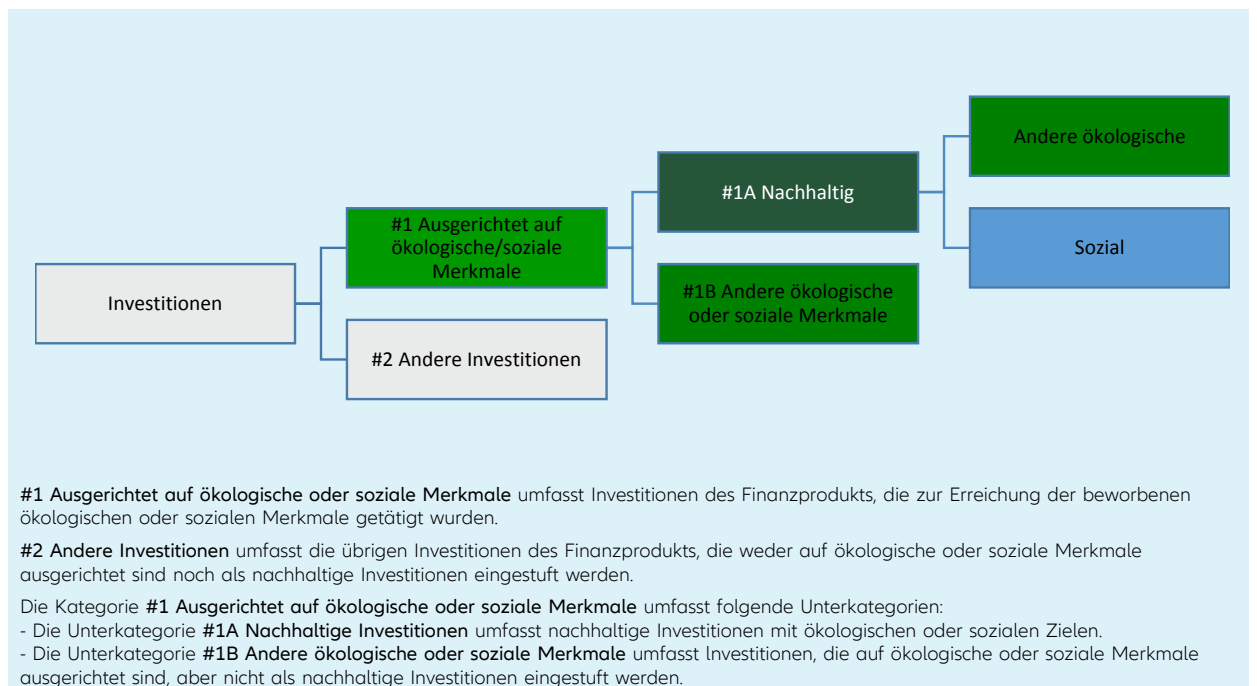 Andere ökologische
#1A Nachhaltig
#1 Ausgerichtet auf
ökologische/soziale
Merkmale
Sozial
Investitionen
#1B Andere ökologische
oder soziale Merkmale
#2 Andere Investitionen
#1 Ausgerichtet auf ökologische oder soziale Merkmale umfasst Investitionen des Finanzprodukts, die zur Erreichung der beworbenen
ökologischen oder sozialen Merkmale getätigt wurden.
#2 Andere Investitionen umfasst die übrigen Investitionen des Finanzprodukts, die weder auf ökologische oder soziale Merkmale
ausgerichtet sind noch als nachhaltige Investitionen eingestuft werden.
Die Kategorie #1 Ausgerichtet auf ökologische oder soziale Merkmale umfasst folgende Unterkategorien:
- Die Unterkategorie #1A Nachhaltige Investitionen umfasst nachhaltige Investitionen mit ökologischen oder sozialen Zielen.
- Die Unterkategorie #1B Andere ökologische oder soziale Merkmale umfasst lnvestitionen, die auf ökologische oder soziale Merkmale
ausgerichtet sind, aber nicht als nachhaltige Investitionen eingestuft werden.